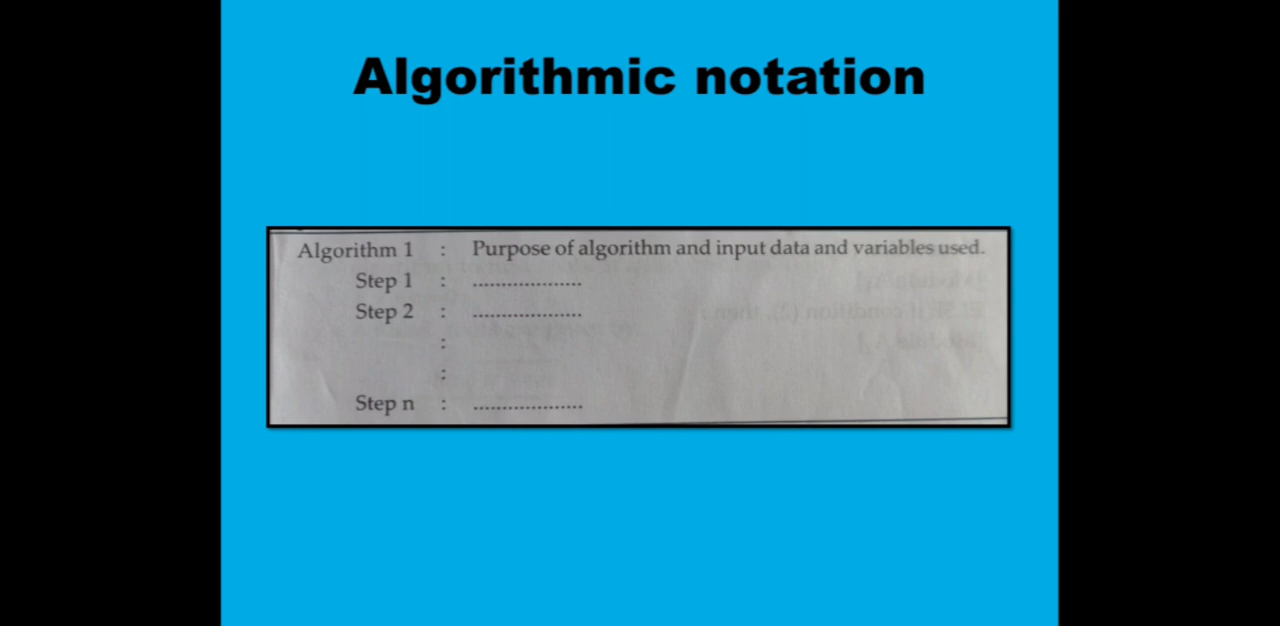 Algorithmic notation
Algorithm 1 : Purpose of algorithm and input data and variables used.
Step 1 : ...................
Step 2 : ...................
:
:
Step n : ...................